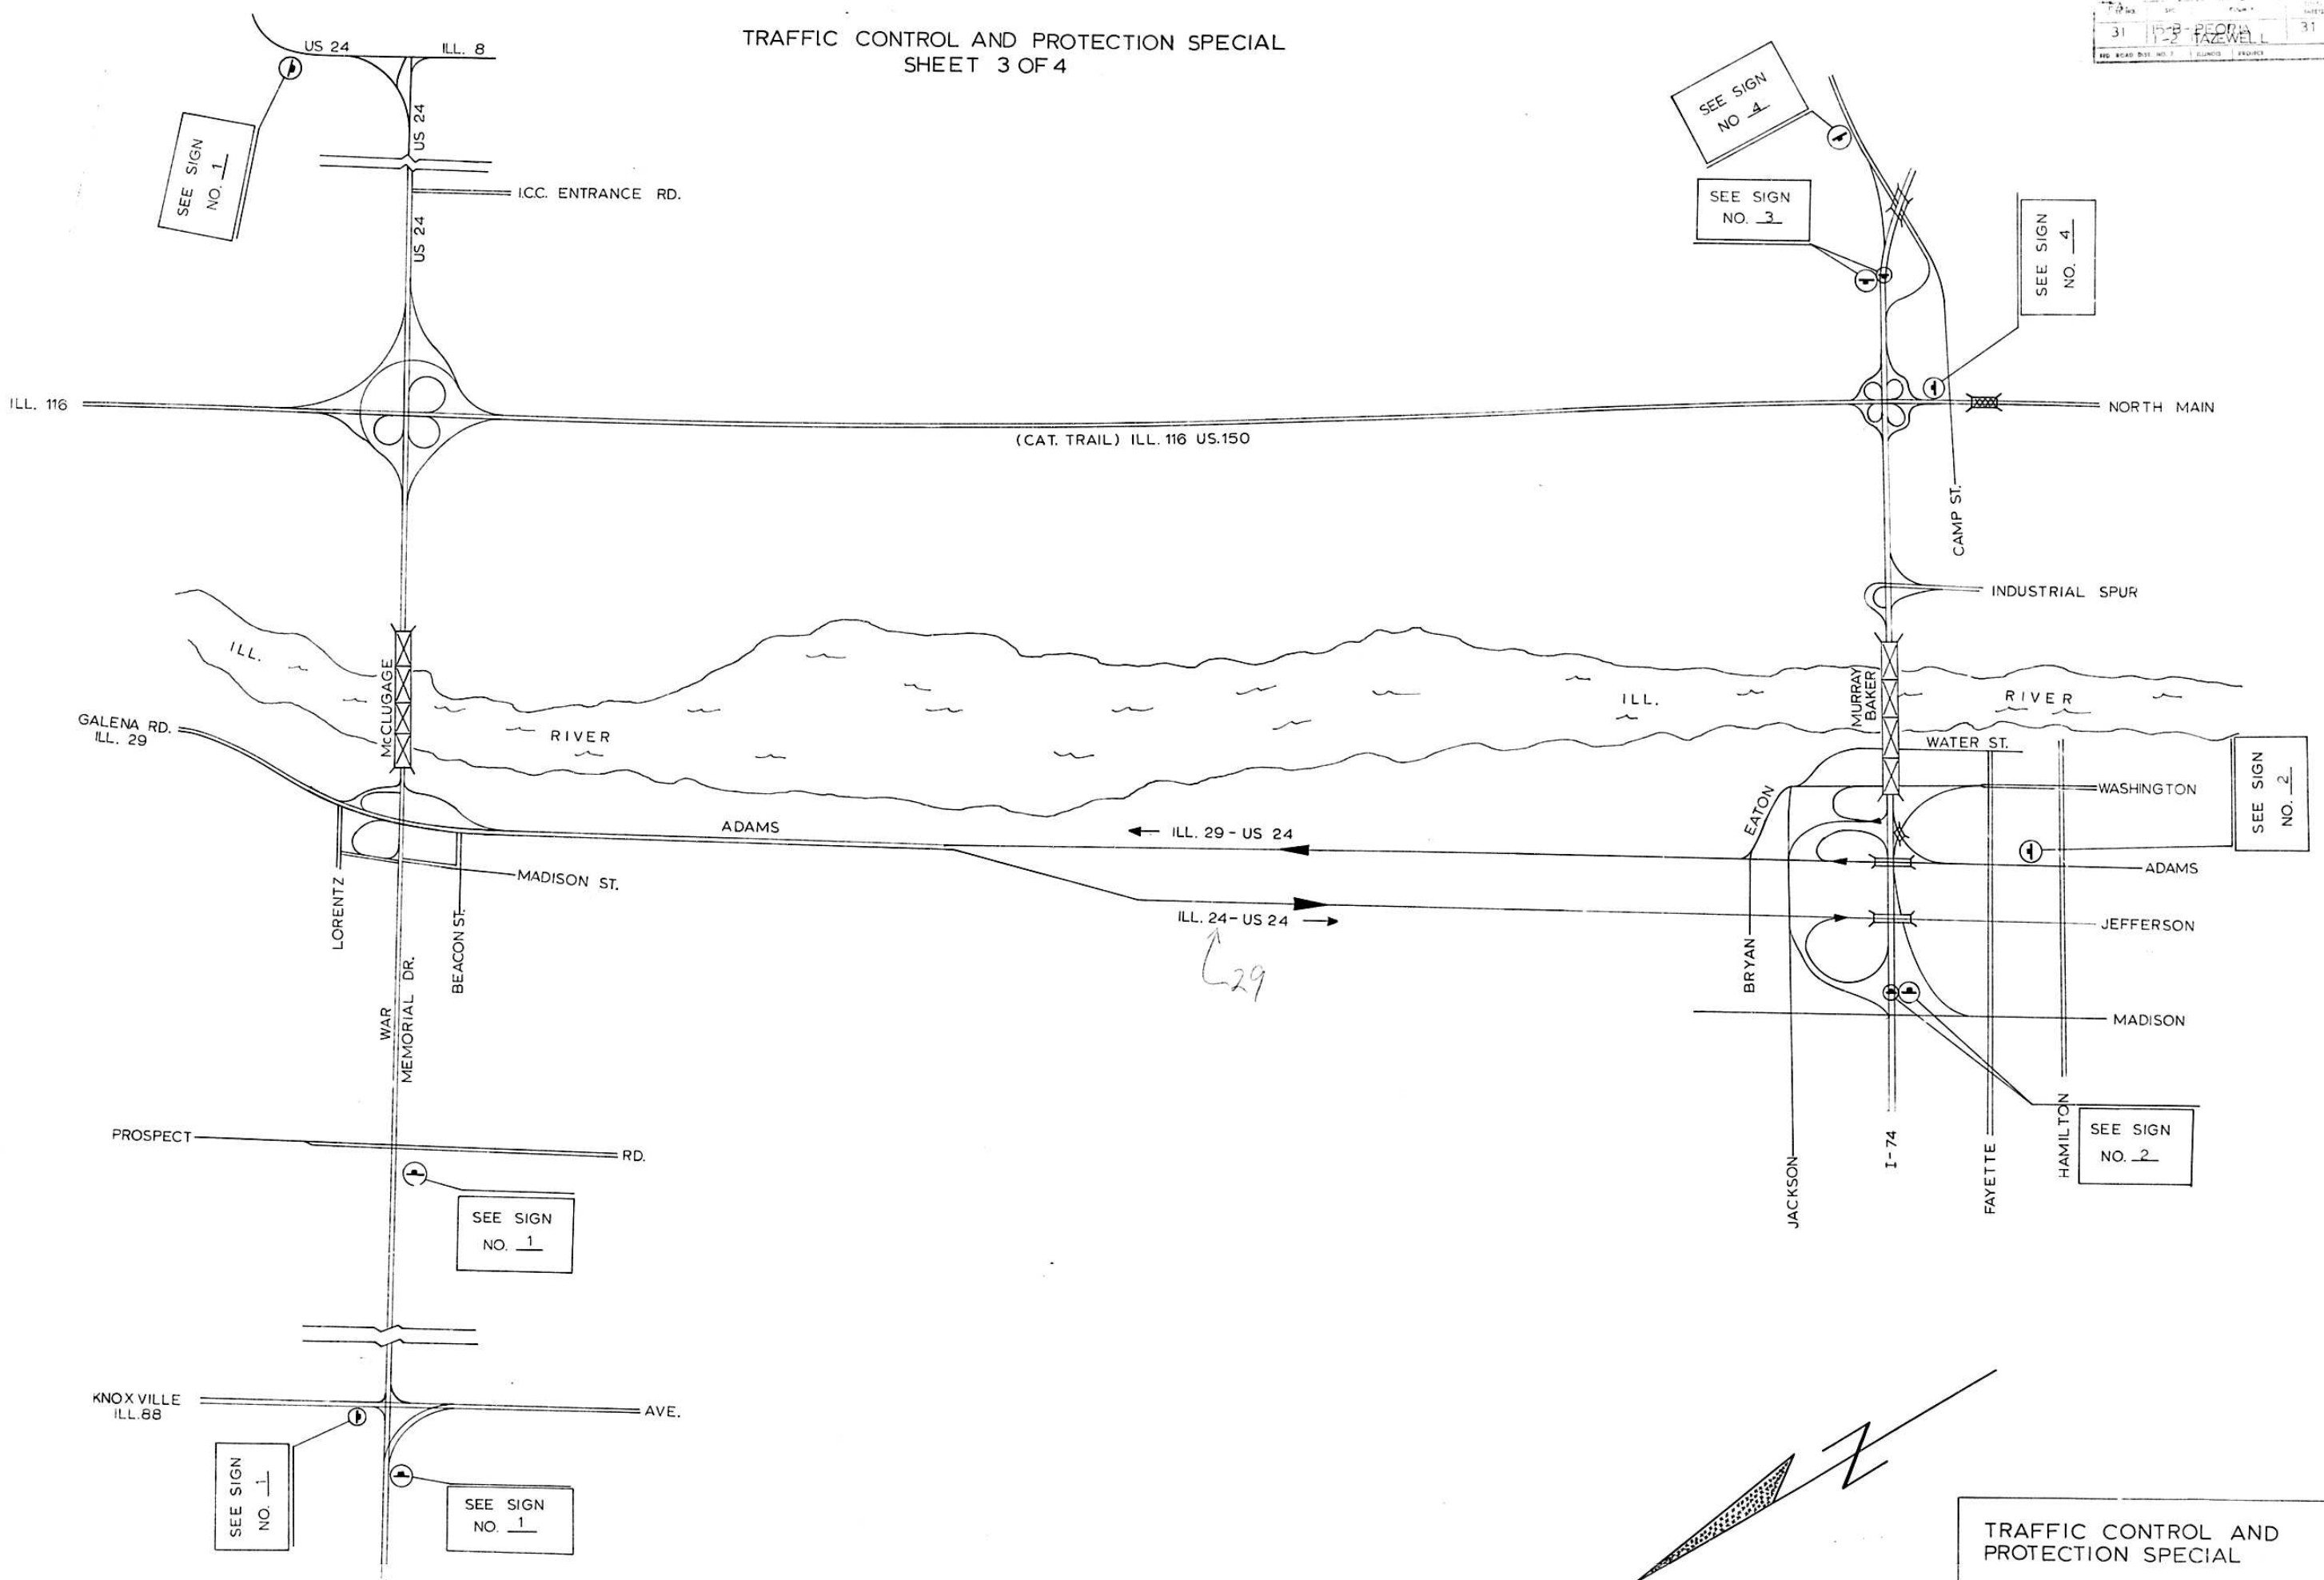 TRAFFIC CONTROL AND PROTECTION SPECIAL
SHEET 3 OF 4
31
15-B-
1-2
PEORIA
TAZEWELL
31
US 24
ILL. 8
US 24
SEE SIGN
NO. 1
I.C.C. ENTRANCE RD.
US 24
SEE SIGN
NO 4
SEE SIGN
NO. 3
SEE SIGN
NO. 4
ILL. 116
NORTH MAIN
(CAT. TRAIL) ILL. 116 US.150
CAMP ST.
INDUSTRIAL SPUR
ILL.
McCLUGAGE
RIVER
ILL.
MURRAY
BAKER
RIVER
GALENA RD.
ILL. 29
WATER ST.
WASHINGTON
SEE SIGN
NO. 2
EATON
ADAMS
ILL. 29 - US 24
ADAMS
LORENTZ
MADISON ST.
BEACON ST.
ILL. 24 - US 24
29
JEFFERSON
BRYAN
MADISON
WAR
MEMORIAL DR.
PROSPECT
RD.
JACKSON
I-74
FAYETTE
HAMILTON
SEE SIGN
NO. 2
SEE SIGN
NO. 1
KNOXVILLE
ILL.88
AVE.
SEE SIGN
NO. 1
SEE SIGN
NO. 1
TRAFFIC CONTROL AND
PROTECTION SPECIAL